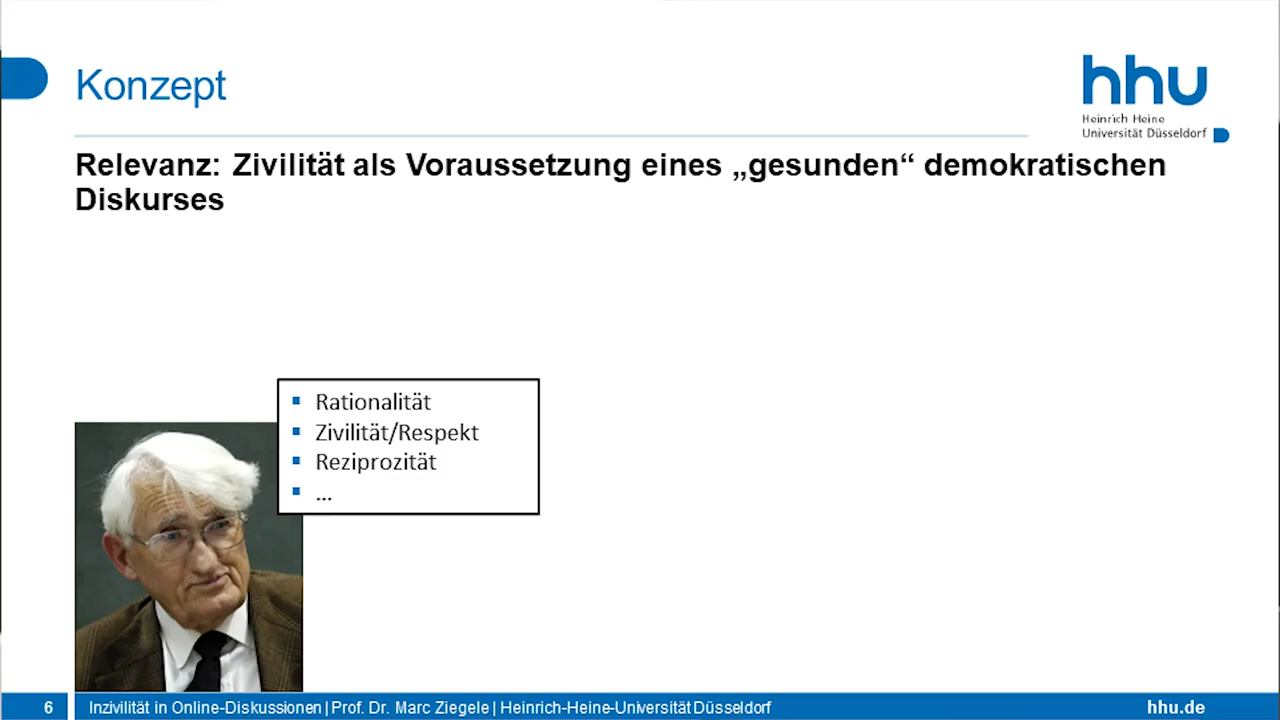 Konzept
hhu
Heinrich Heine
Universität Düsseldorf
Relevanz: Zivilität als Voraussetzung eines „gesunden“ demokratischen
Diskurses
Rationalität
Zivilität/Respekt
Reziprozität
...
6 Inzivilität in Online-Diskussionen | Prof. Dr. Marc Ziegele | Heinrich-Heine-Universität Düsseldorf hhu.de